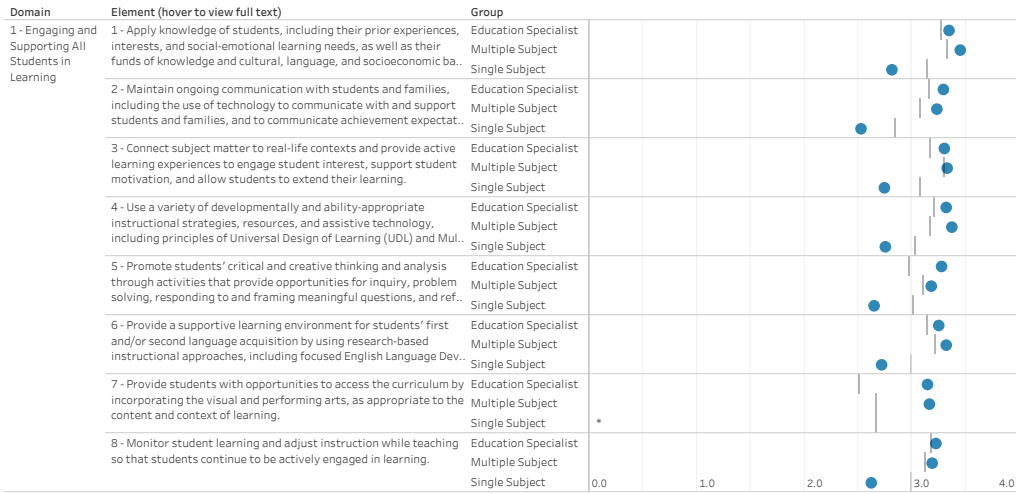 Domain
Element (hover to view full text)
Group
1 - Engaging and
Supporting All
Students in
Learning
1 - Apply knowledge of students, including their prior experiences,
interests, and social-emotional learning needs, as well as their
funds of knowledge and cultural, language, and socioeconomic ba..
Education Specialist
Multiple Subject
Single Subject
2 - Maintain ongoing communication with students and families,
including the use of technology to communicate with and support
students and families, and to communicate achievement expectat..
Education Specialist
Multiple Subject
Single Subject
3 - Connect subject matter to real-life contexts and provide active
learning experiences to engage student interest, support student
motivation, and allow students to extend their learning.
Education Specialist
Multiple Subject
Single Subject
4 - Use a variety of developmentally and ability-appropriate
instructional strategies, resources, and assistive technology,
including principles of Universal Design of Learning (UDL) and Mul..
Education Specialist
Multiple Subject
Single Subject
5 - Promote students' critical and creative thinking and analysis
through activities that provide opportunities for inquiry, problem
solving, responding to and framing meaningful questions, and ref..
Education Specialist
Multiple Subject
Single Subject
6 - Provide a supportive learning environment for students' first
and/or second language acquisition by using research-based
instructional approaches, including focused English Language Dev..
Education Specialist
Multiple Subject
Single Subject
7 - Provide students with opportunities to access the curriculum by
incorporating the visual and performing arts, as appropriate to the
content and context of learning.
Education Specialist
Multiple Subject
Single Subject
*
8 - Monitor student learning and adjust instruction while teaching
so that students continue to be actively engaged in learning.
Education Specialist
Multiple Subject
Single Subject
0.0 1.0 2.0 3.0 4.0